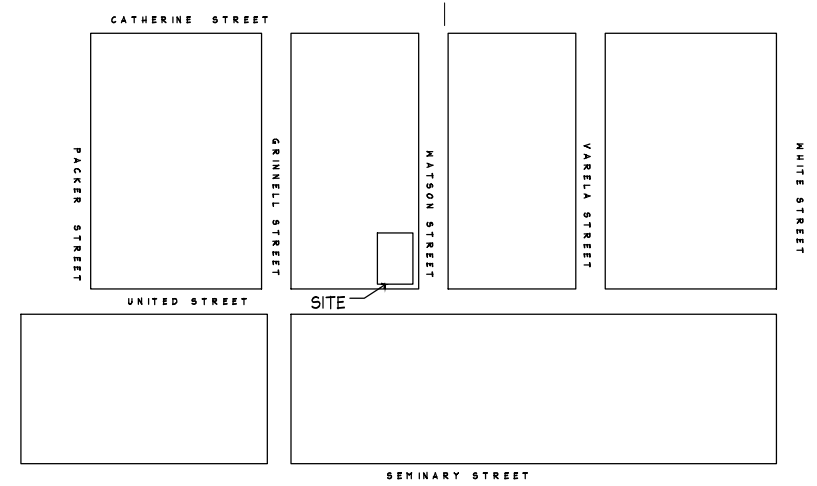 CATHERINE STREET
PACKER STREET
GRINNELL STREET
WATSON STREET
VARELA STREET
WHITE STREET
UNITED STREET
SITE
SEMINARY STREET